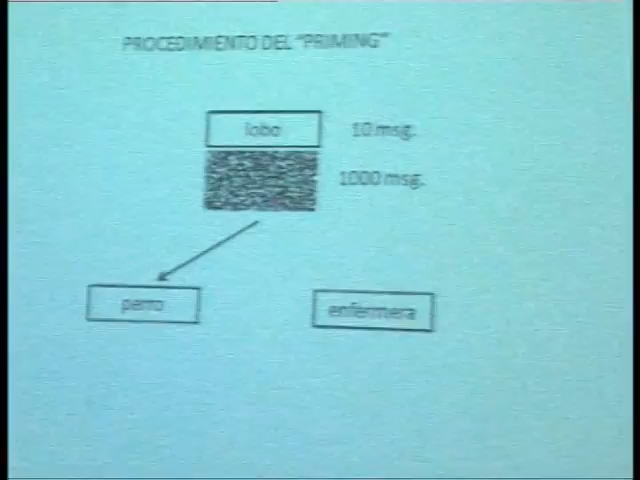 PROCEDIMIENTO DEL "PRIMING"
lobo
10 msg.
1000 msg.
perro
enfermera